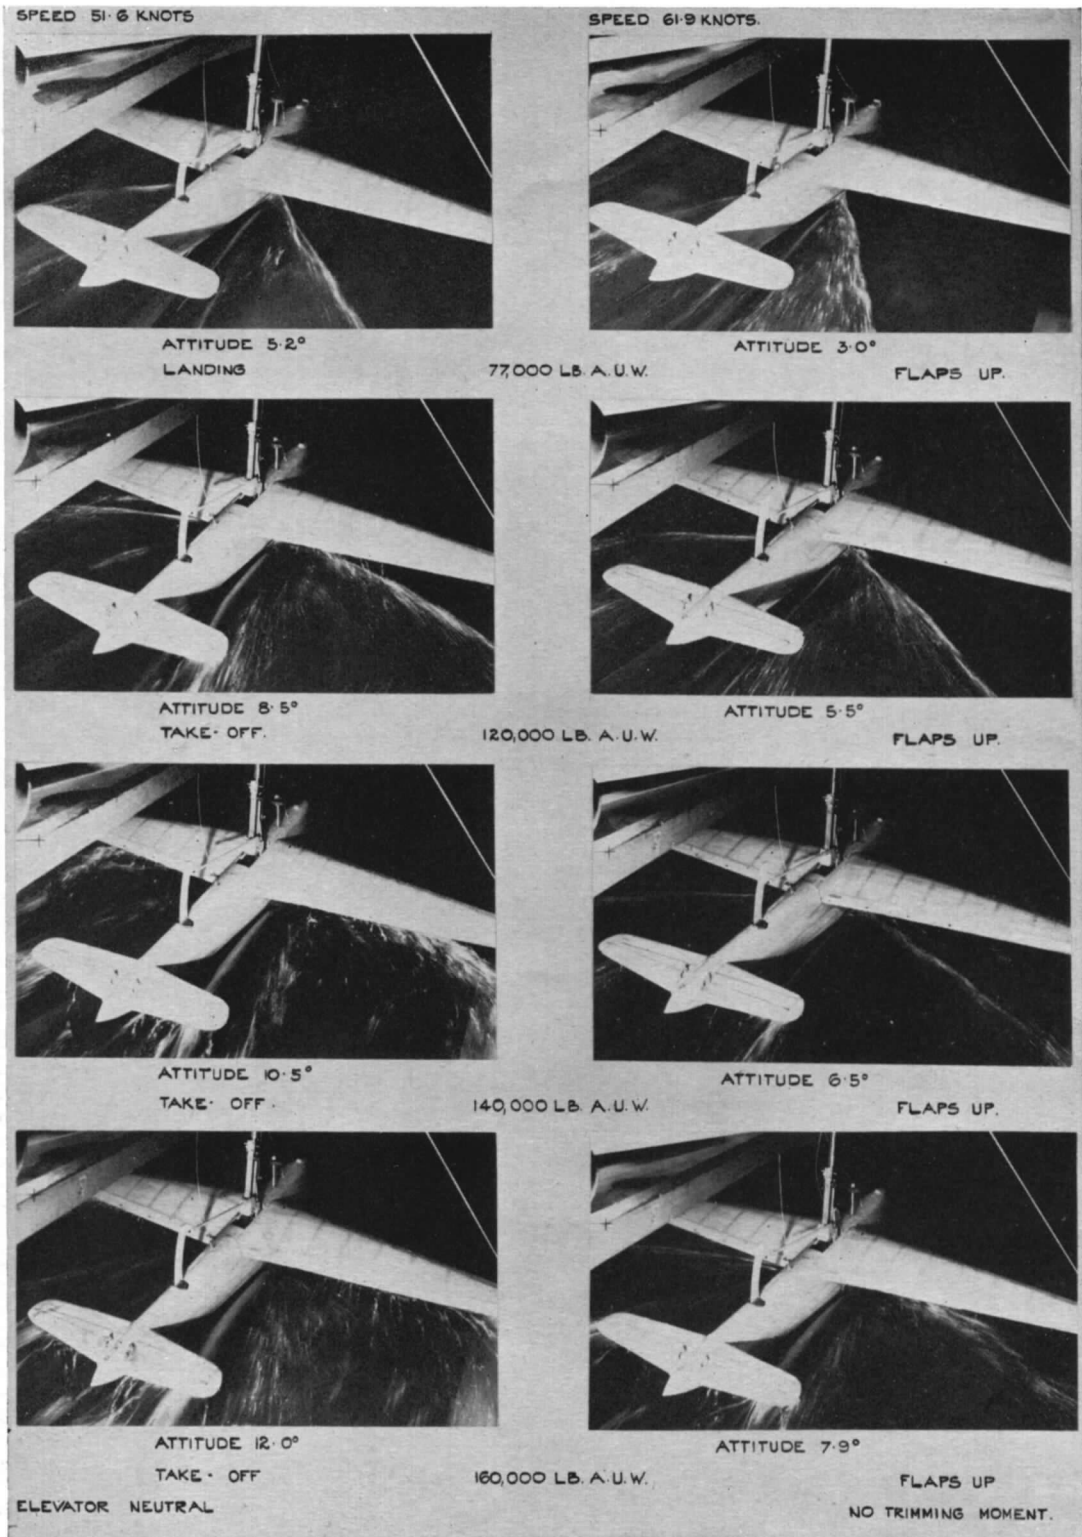 SPEED 51·6 KNOTS
SPEED 61·9 KNOTS.
ATTITUDE 5·2°
ATTITUDE 3·0°
LANDING
77,000 LB. A.U.W.
FLAPS UP.
ATTITUDE 8·5°
ATTITUDE 5·5°
TAKE-OFF.
120,000 LB. A.U.W.
FLAPS UP.
ATTITUDE 10·5°
ATTITUDE 6·5°
TAKE-OFF.
140,000 LB. A.U.W.
FLAPS UP.
ATTITUDE 12·0°
ATTITUDE 7·9°
TAKE-OFF
160,000 LB. A.U.W.
FLAPS UP
ELEVATOR NEUTRAL
NO TRIMMING MOMENT.